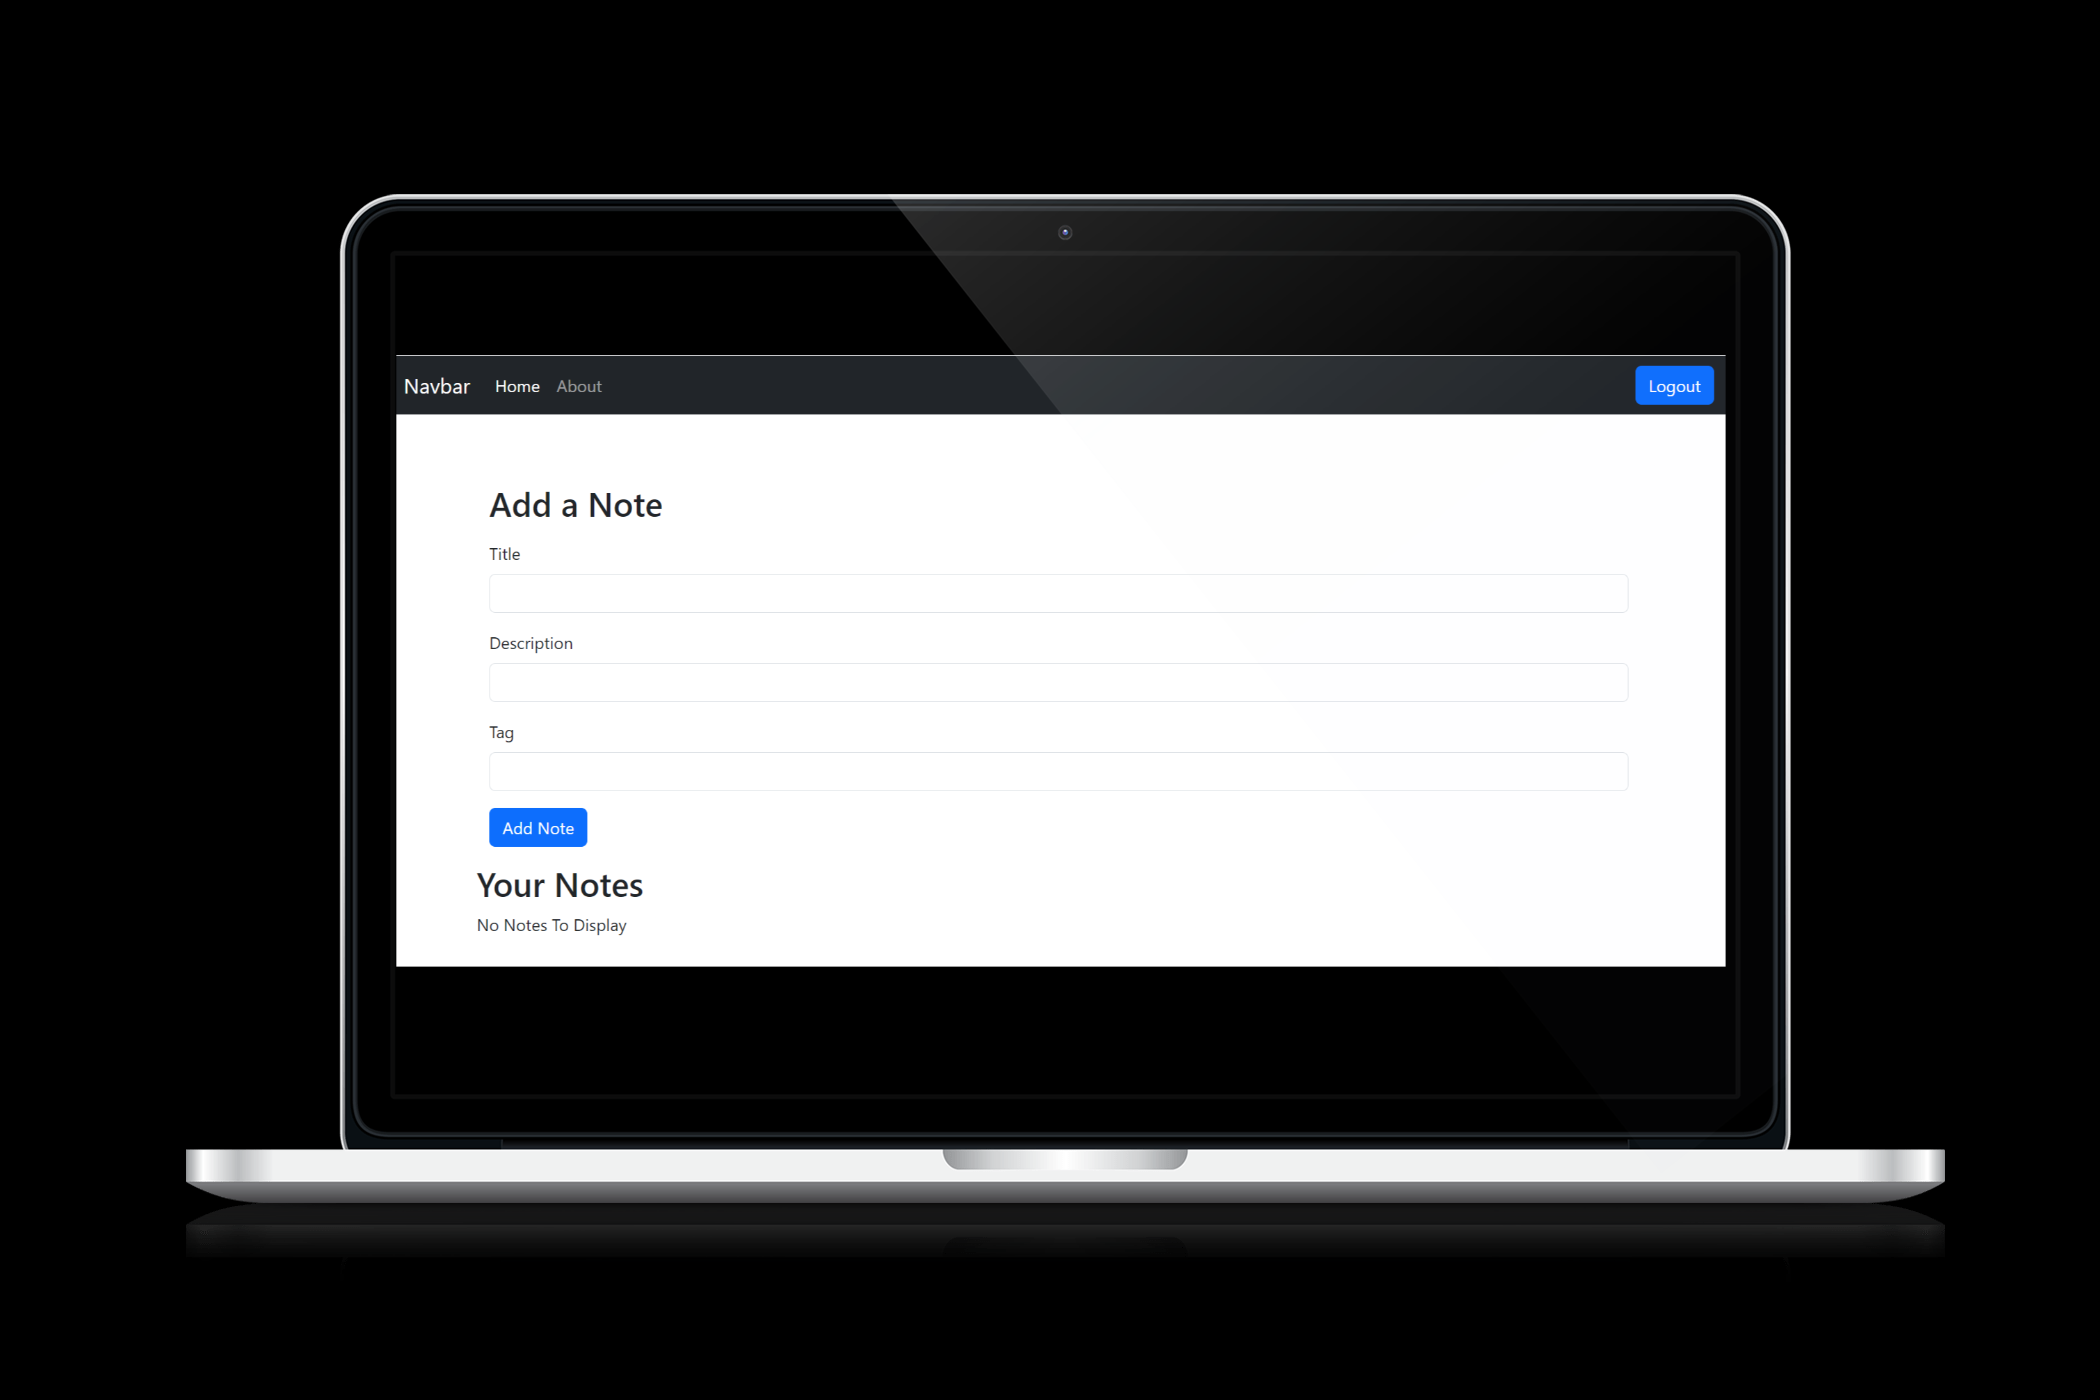 Navbar Home About Logout
Add a Note
Title
Description
Tag
Add Note
Your Notes
No Notes To Display